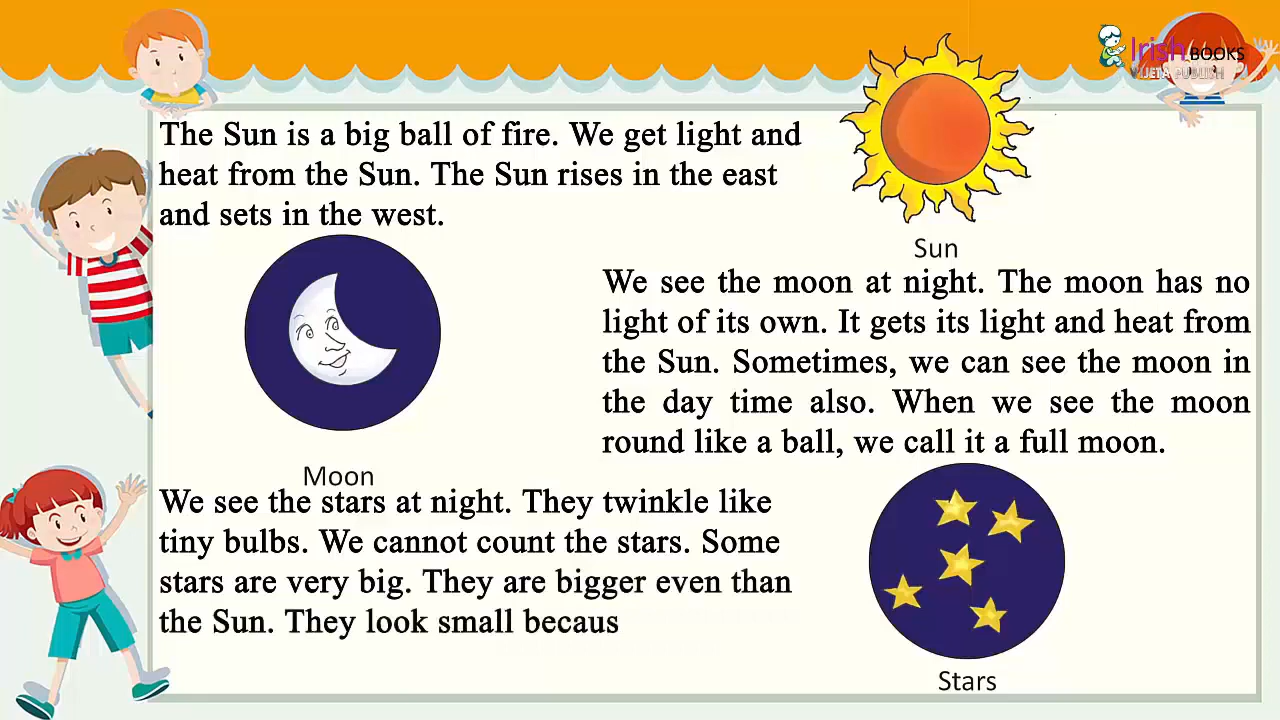 Irish BOOKS
VIJETA PUBLISH
The Sun is a big ball of fire. We get light and
heat from the Sun. The Sun rises in the east
and sets in the west.
Sun
We see the moon at night. The moon has no
light of its own. It gets its light and heat from
the Sun. Sometimes, we can see the moon in
the day time also. When we see the moon
round like a ball, we call it a full moon.
Moon
We see the stars at night. They twinkle like
tiny bulbs. We cannot count the stars. Some
stars are very big. They are bigger even than
the Sun. They look small becaus
Stars